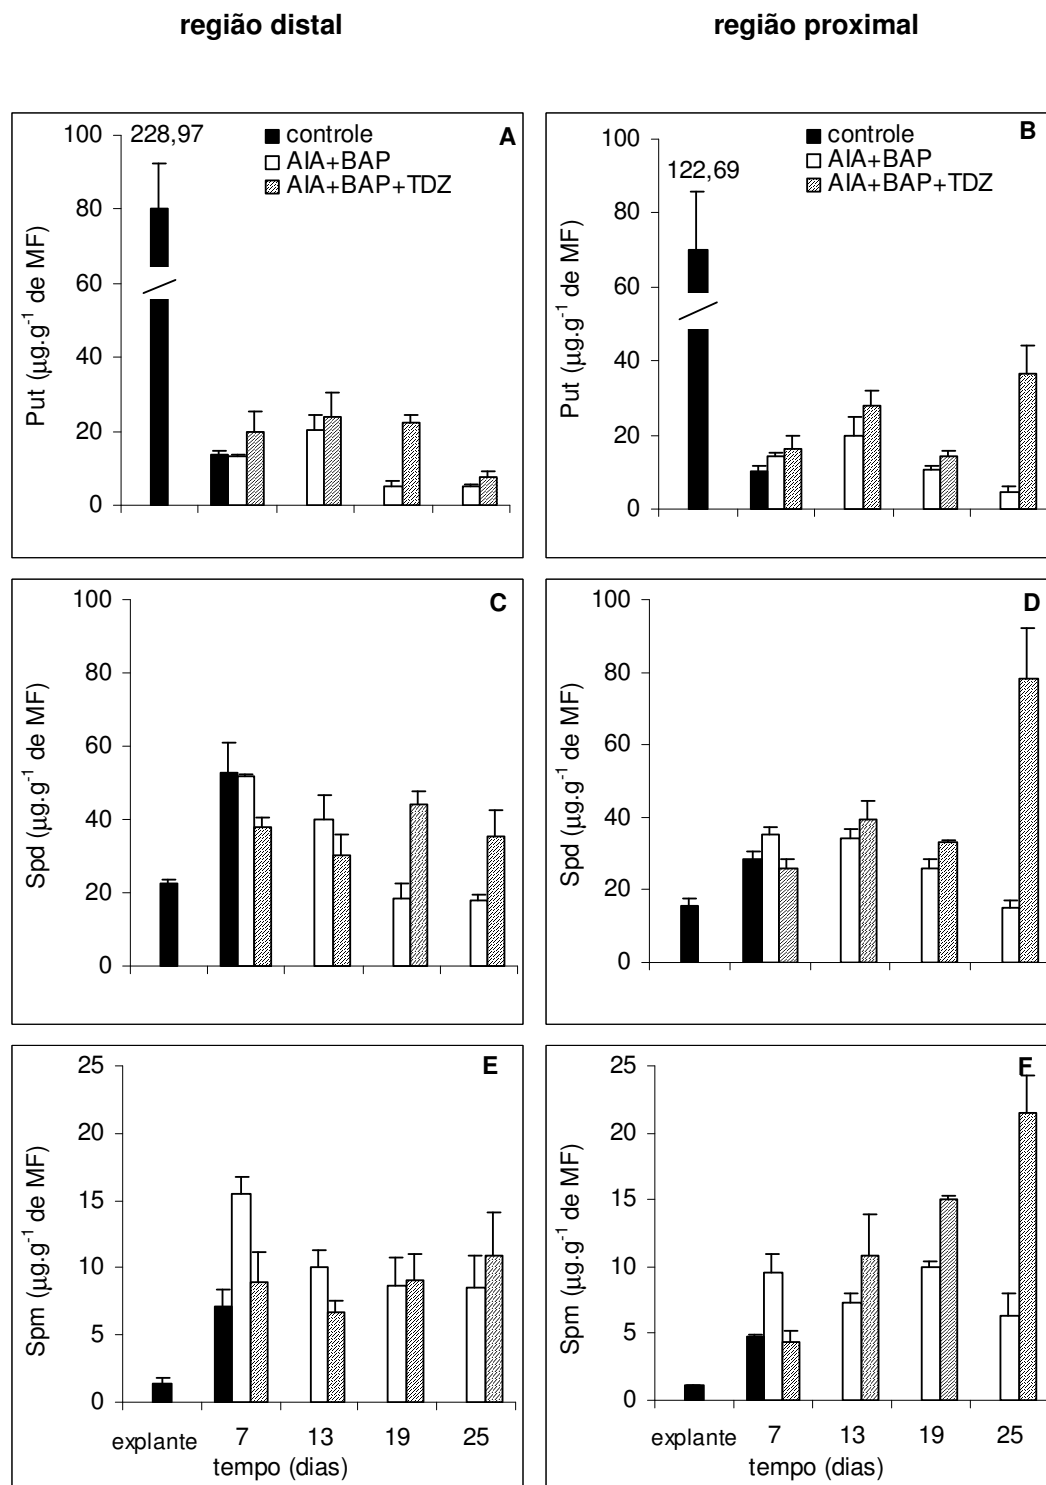 região distal
região proximal
A
228,97
controle
AIA+BAP
AIA+BAP+TDZ
100
80
60
40
20
0
Put (µg.g⁻¹ de MF)
B
122,69
controle
AIA+BAP
AIA+BAP+TDZ
100
80
60
40
20
0
Put (µg.g⁻¹ de MF)
C
100
80
60
40
20
0
Spd (µg.g⁻¹ de MF)
D
100
80
60
40
20
0
Spd (µg.g⁻¹ de MF)
E
25
20
15
10
5
0
Spm (µg.g⁻¹ de MF)
explante 7 13 19 25
tempo (dias)
F
25
20
15
10
5
0
Spm (µg.g⁻¹ de MF)
explante 7 13 19 25
tempo (dias)